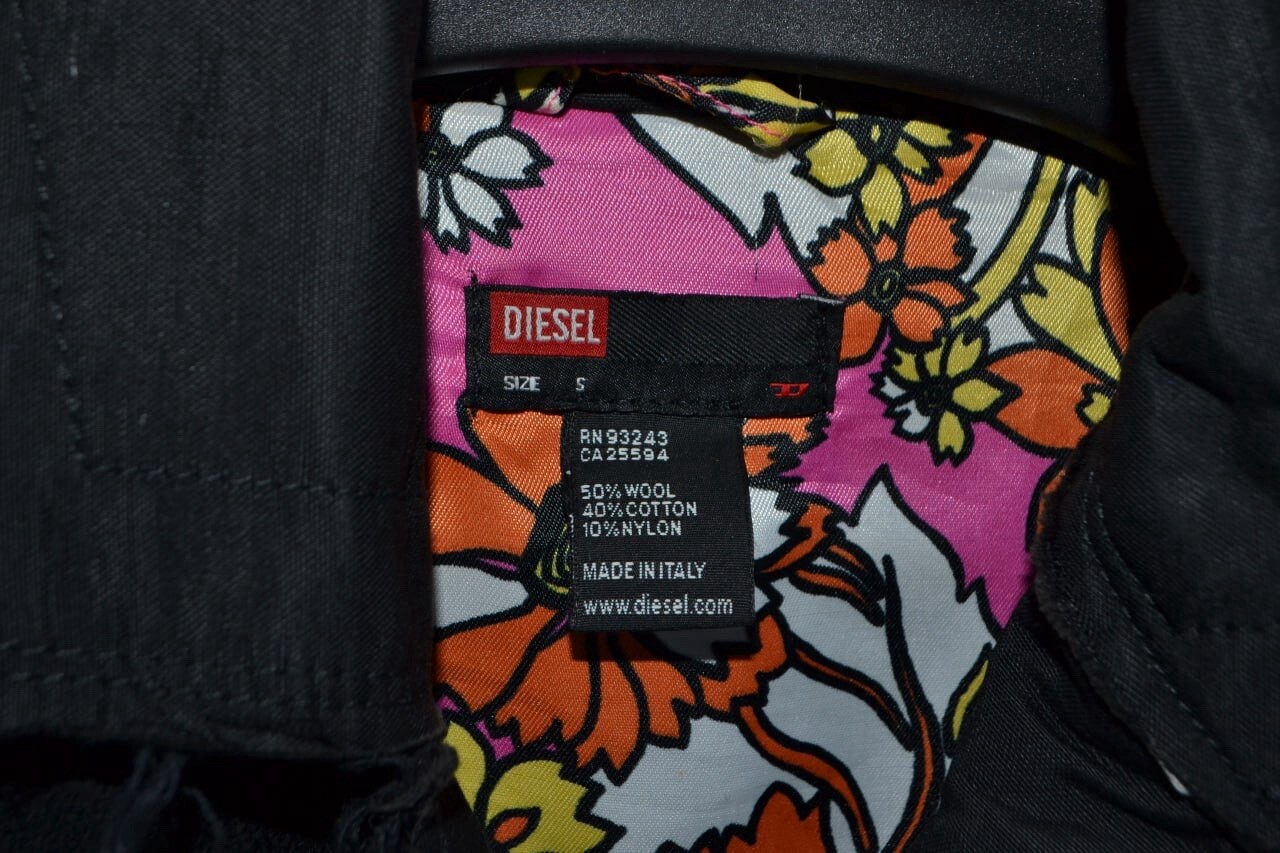 DIESEL
SIZE S
RN 93243
CA 25594
50% WOOL
40% COTTON
10% NYLON
MADE IN ITALY
www.diesel.com